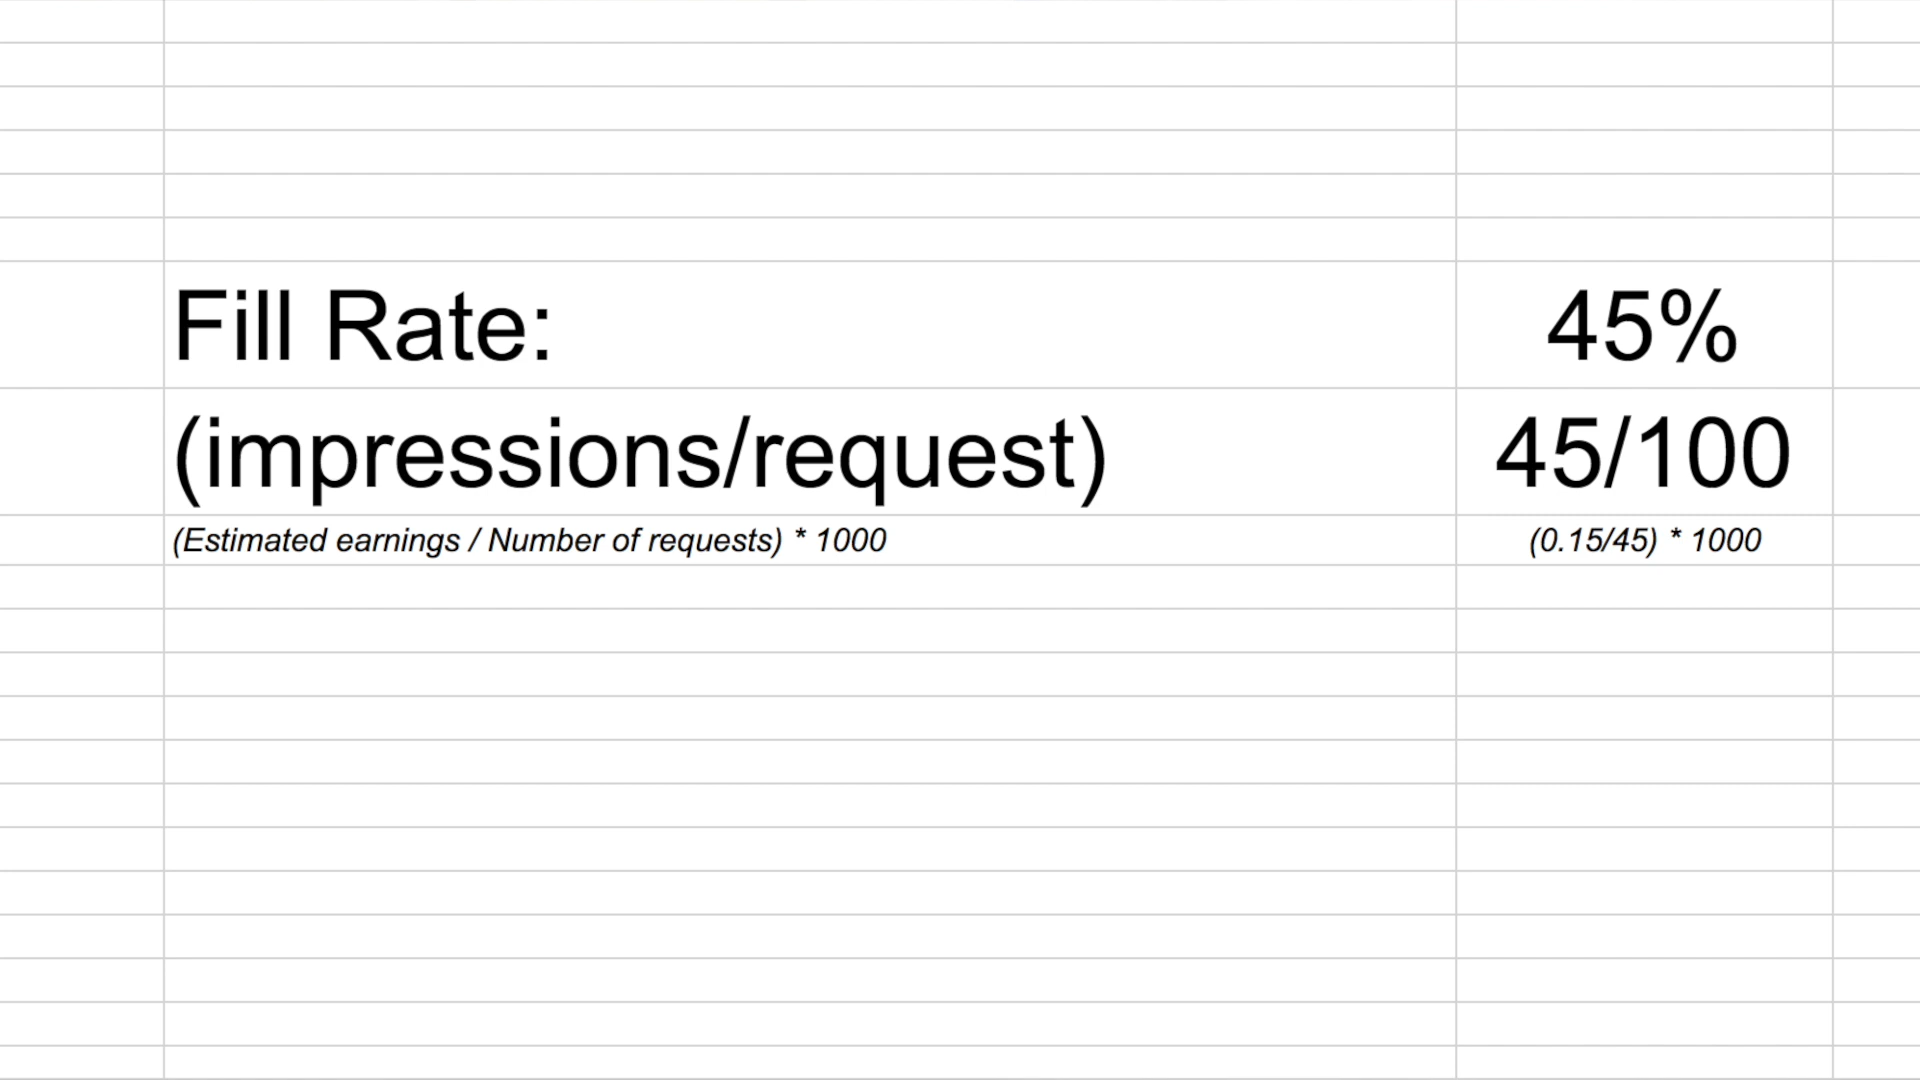 Fill Rate: 45%
(impressions/request) 45/100
(Estimated earnings / Number of requests) * 1000 (0.15/45) * 1000